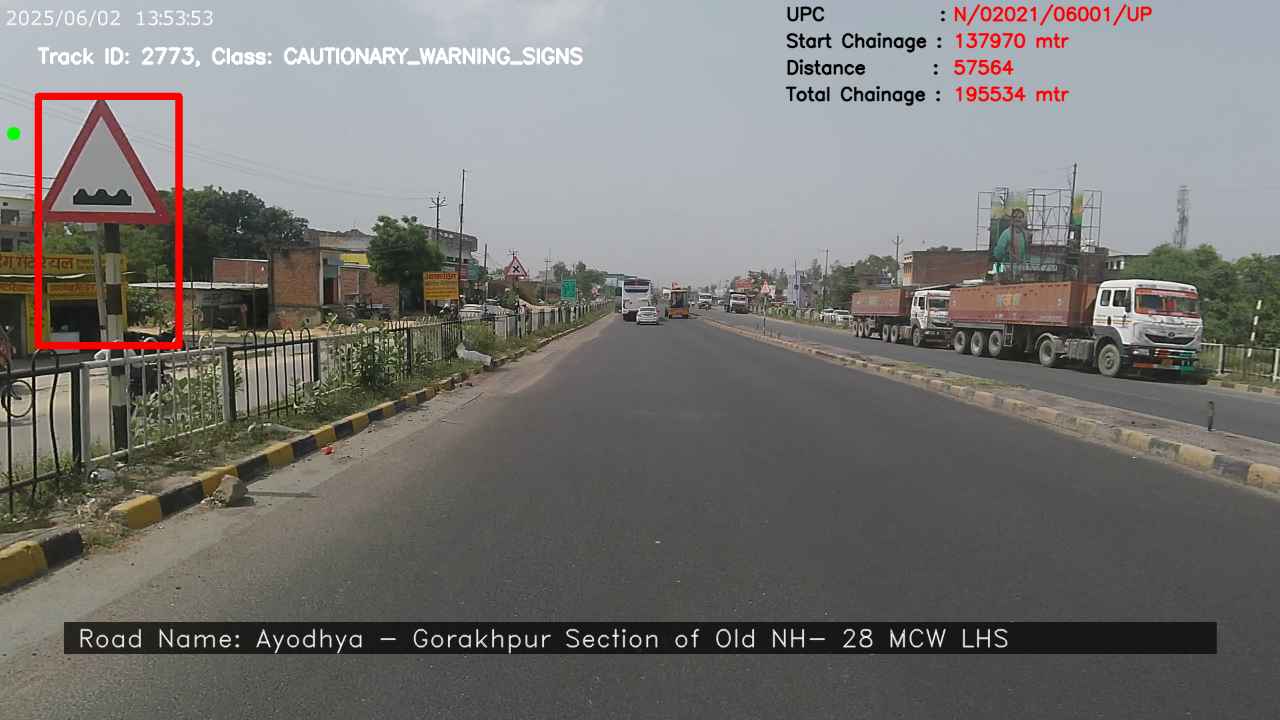 2025/06/02 13:53:53
Track ID: 2773, Class: CAUTIONARY_WARNING_SIGNS
UPC : N/02021/06001/UP
Start Chainage : 137970 mtr
Distance : 57564
Total Chainage : 195534 mtr
Road Name: Ayodhya - Gorakhpur Section of Old NH- 28 MCW LHS